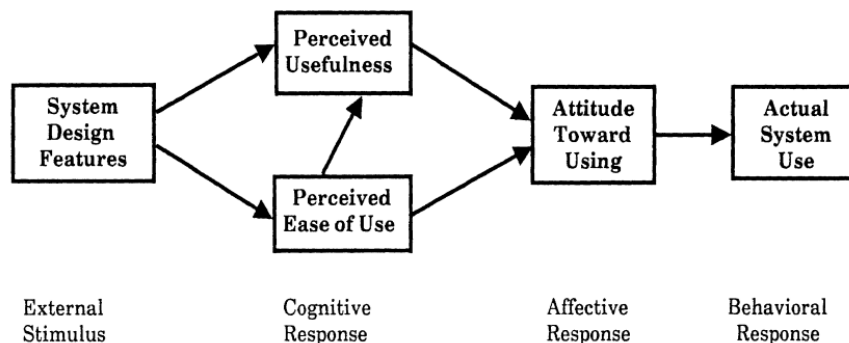 Perceived
Usefulness
System
Design
Features
Attitude
Toward
Using
Actual
System
Use
Perceived
Ease of Use
External
Stimulus
Cognitive
Response
Affective
Response
Behavioral
Response